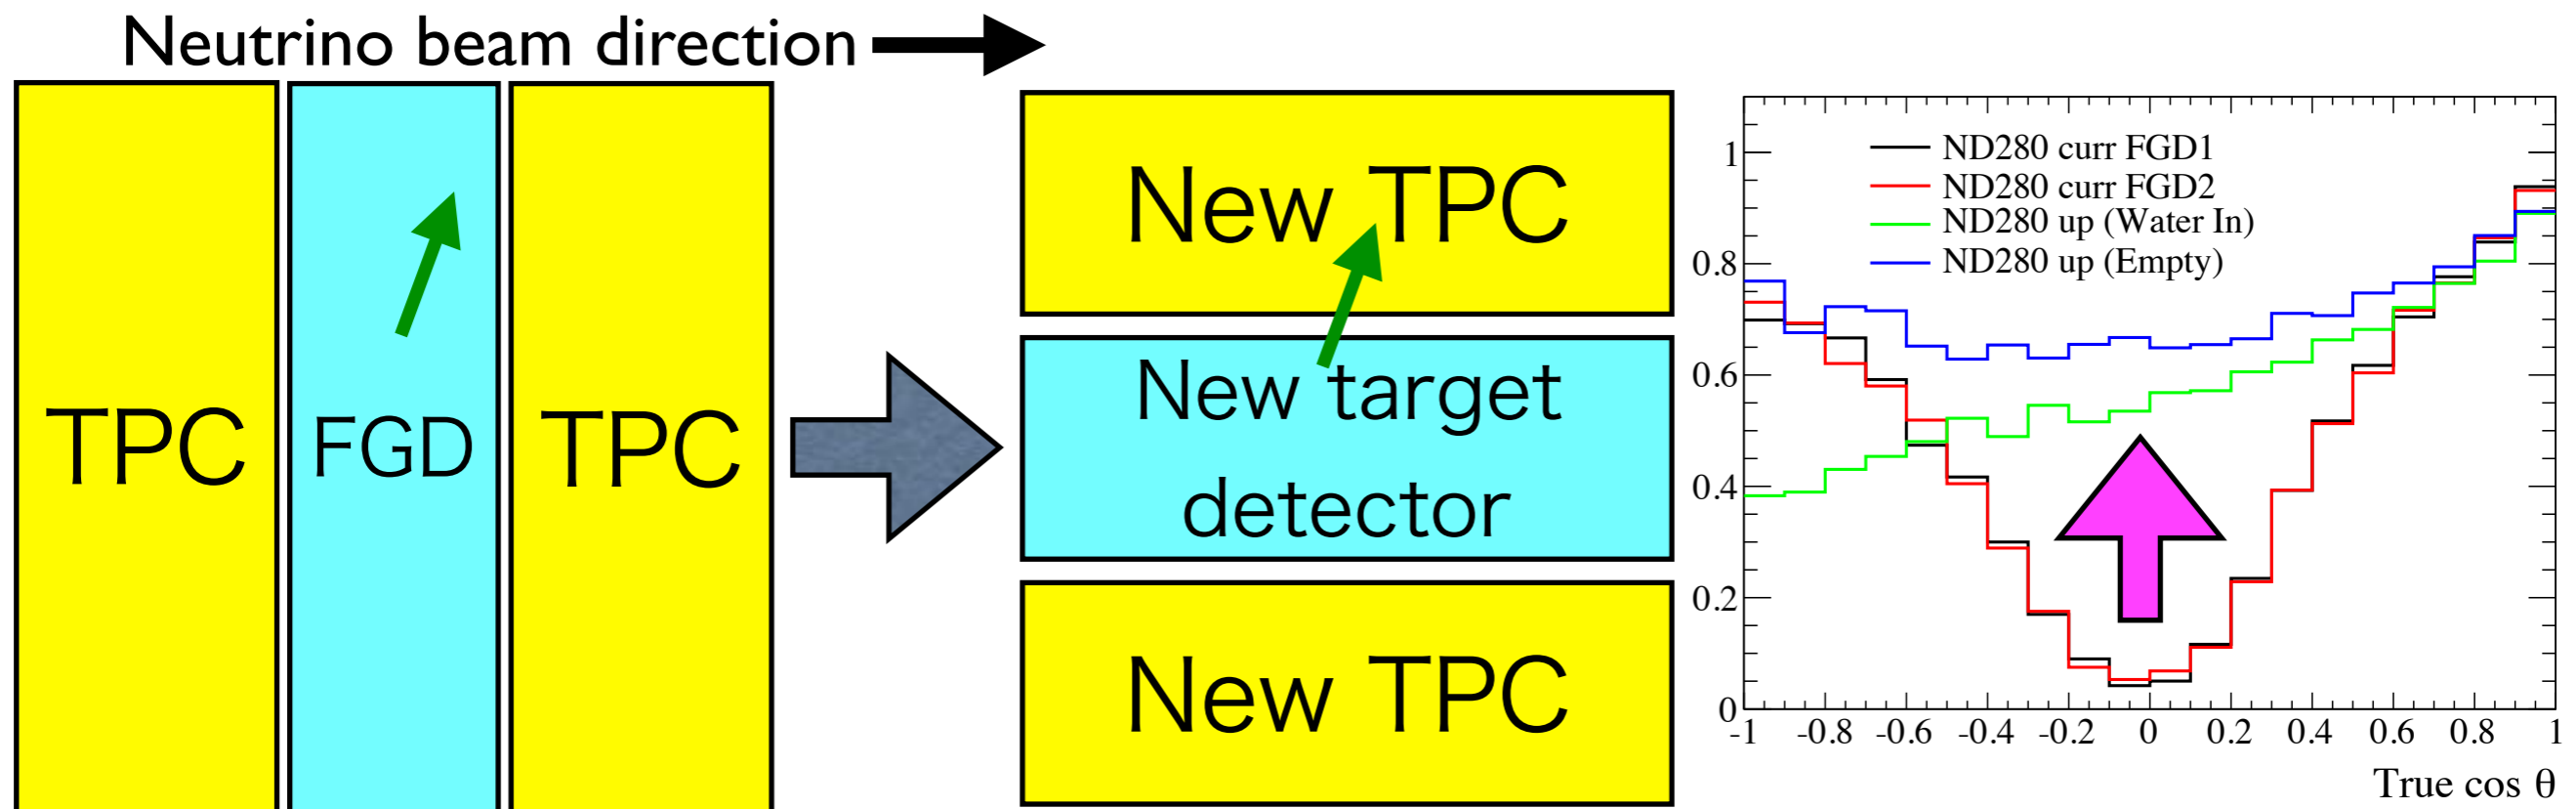 Neutrino beam direction
TPC
FGD
TPC
New TPC
New target
detector
New TPC
ND280 curr FGD1
ND280 curr FGD2
ND280 up (Water In)
ND280 up (Empty)
1
0.8
0.6
0.4
0.2
0
-1 -0.8 -0.6 -0.4 -0.2 0 0.2 0.4 0.6 0.8 1
True cos θ